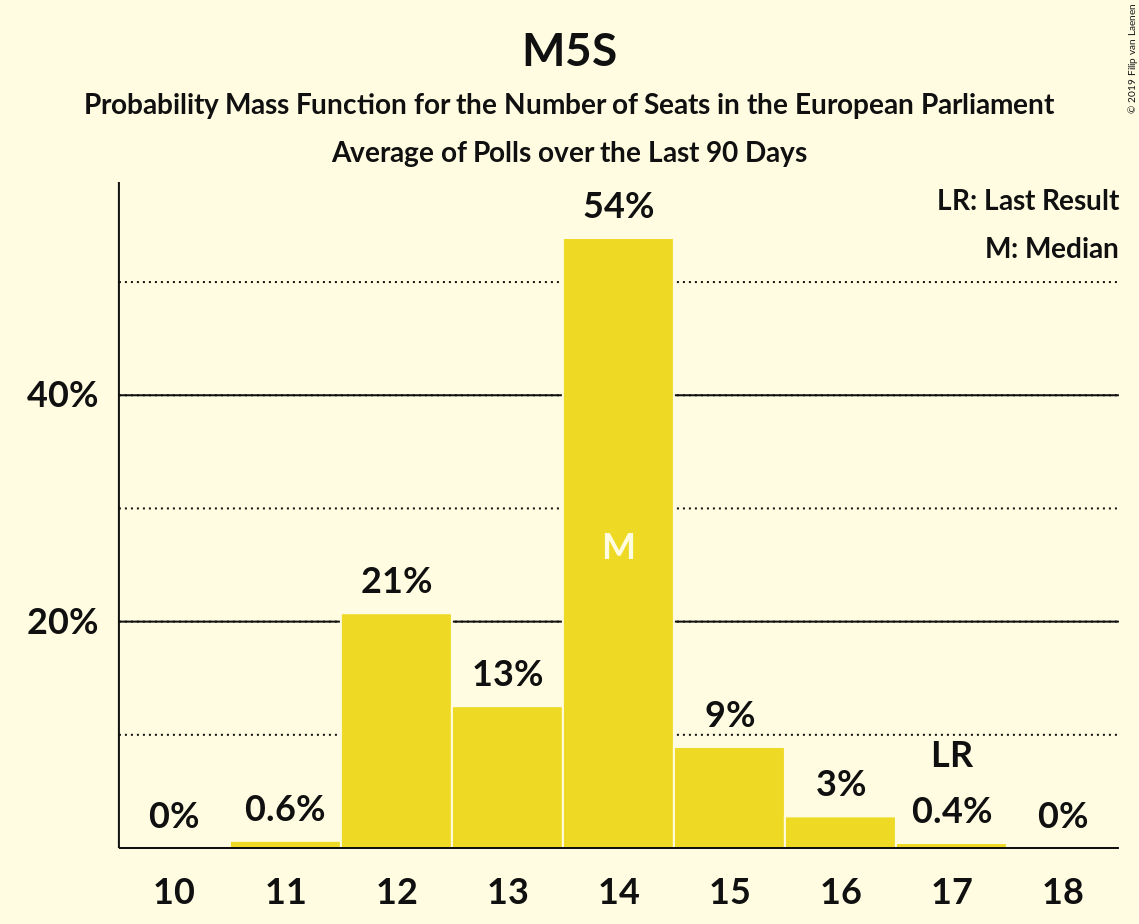 M5S
Probability Mass Function for the Number of Seats in the European Parliament
Average of Polls over the Last 90 Days
© 2019 Filip van Laenen
LR: Last Result
M: Median
54%
40%
M
21%
20%
13%
9%
LR
3%
0%
0.6%
0.4%
0%
10 11 12 13 14 15 16 17 18